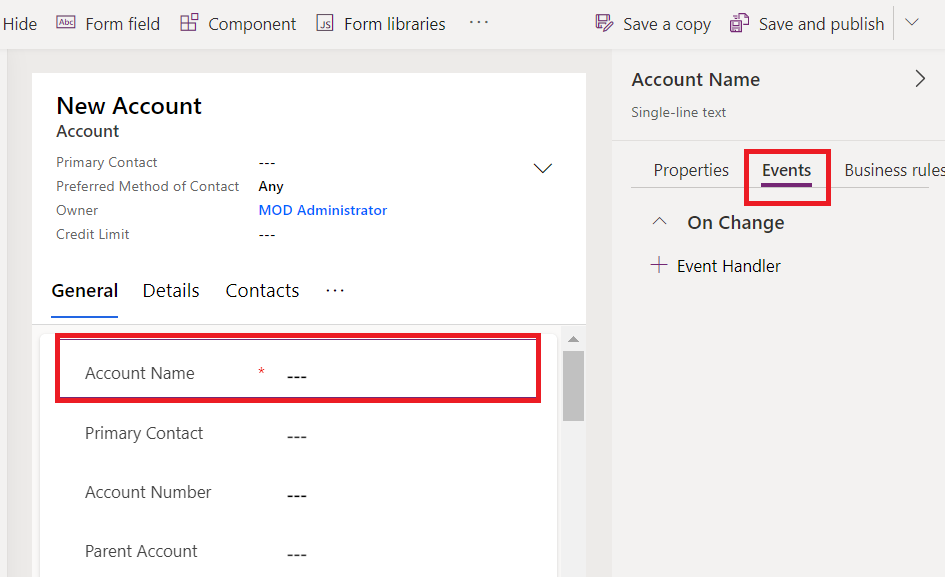 Hide Abc Form field Component JS Form libraries ··· Save a copy Save and publish
New Account
Account
Primary Contact ---
Preferred Method of Contact Any
Owner MOD Administrator
Credit Limit ---
General Details Contacts ···
Account Name * ---
Primary Contact ---
Account Number ---
Parent Account ---
Account Name
Single-line text
Properties Events Business rules
On Change
+ Event Handler